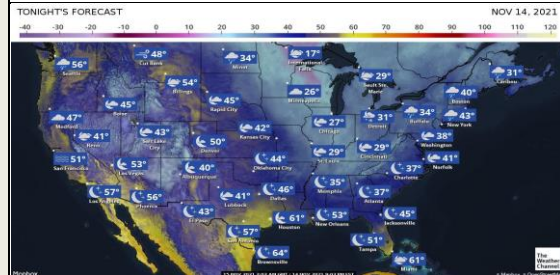 TONIGHT'S FORECAST NOV 14, 2021
-40 -30 -20 -10 0 10 20 30 40 50 60 70 80 90 100 110 120
56° Seattle
48° Cut Bank
34° Minot
17° International Falls
54° Billings
26° Minneapolis
29° Sault Ste. Marie
31° Caribou
47° Medford
45° Boise
45° Rapid City
40° Boston
41° Reno
43° Salt Lake City
42° Kansas City
27° Chicago
31° Detroit
34° Buffalo
43° New York
51° San Francisco
53° Las Vegas
50° Denver
29° St Louis
29° Cincinnati
38° Washington
40° Albuquerque
44° Oklahoma City
41° Norfolk
57° Los Angeles
56° Phoenix
46° Dallas
35° Memphis
37° Charlotte
43° El Paso
41° Lubbock
37° Atlanta
57° San Antonio
61° Houston
53° New Orleans
45° Jacksonville
64° Brownsville
51° Tampa
61° Miami
The Weather Channel
Mapbox